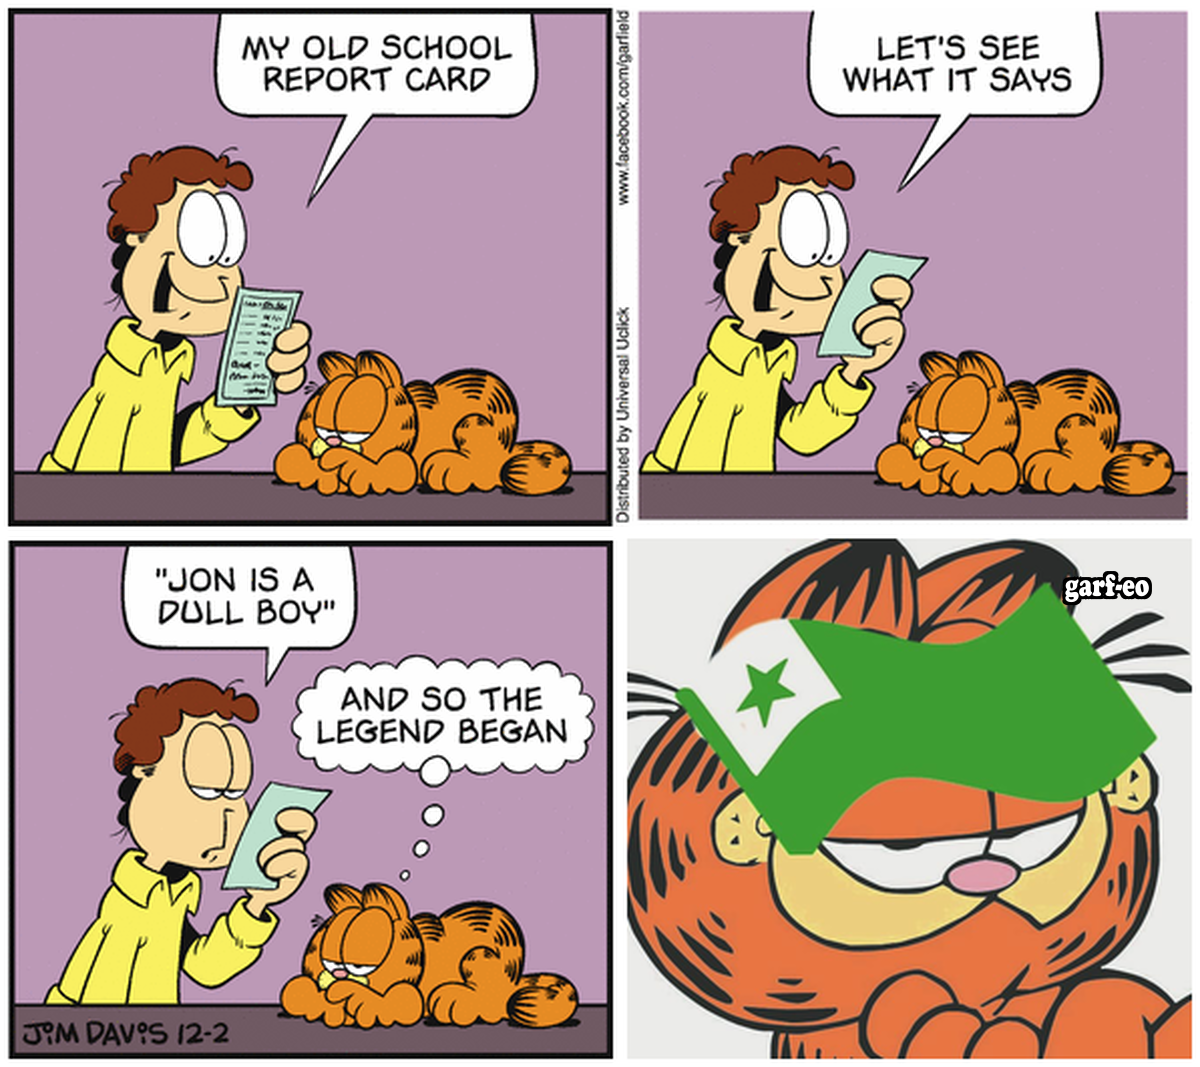 MY OLD SCHOOL
REPORT CARD
www.facebook.com/garfield
Distributed by Universal Uclick
LET'S SEE
WHAT IT SAYS
"JON IS A
DULL BOY"
AND SO THE
LEGEND BEGAN
JIM DAVIS 12-2
garf-eo